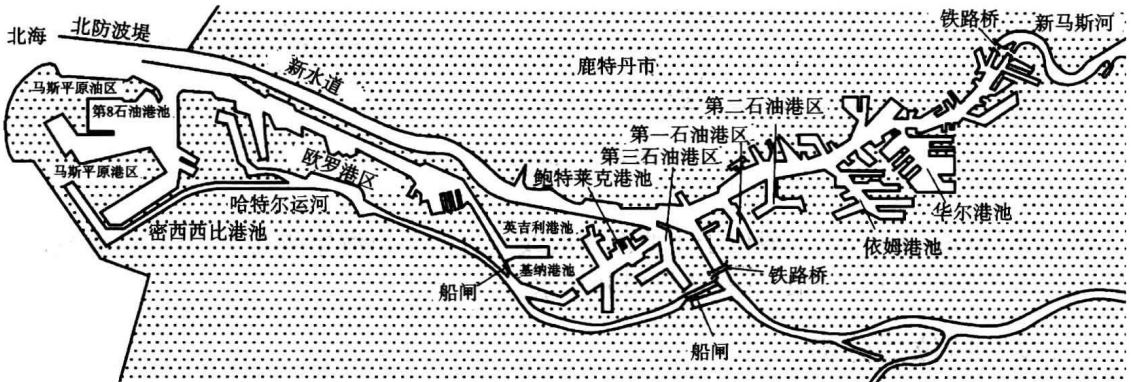 铁路桥
新马斯河
北海
北防波堤
新水道
鹿特丹市
马斯平原油区
第8石油港池
第二石油港区
第一石油港区
第三石油港区
鲍特莱克港池
欧罗港区
马斯平原港区
哈特尔运河
密西西比港池
英吉利港池
基纳港池
船闸
华尔港池
依姆港池
铁路桥
船闸